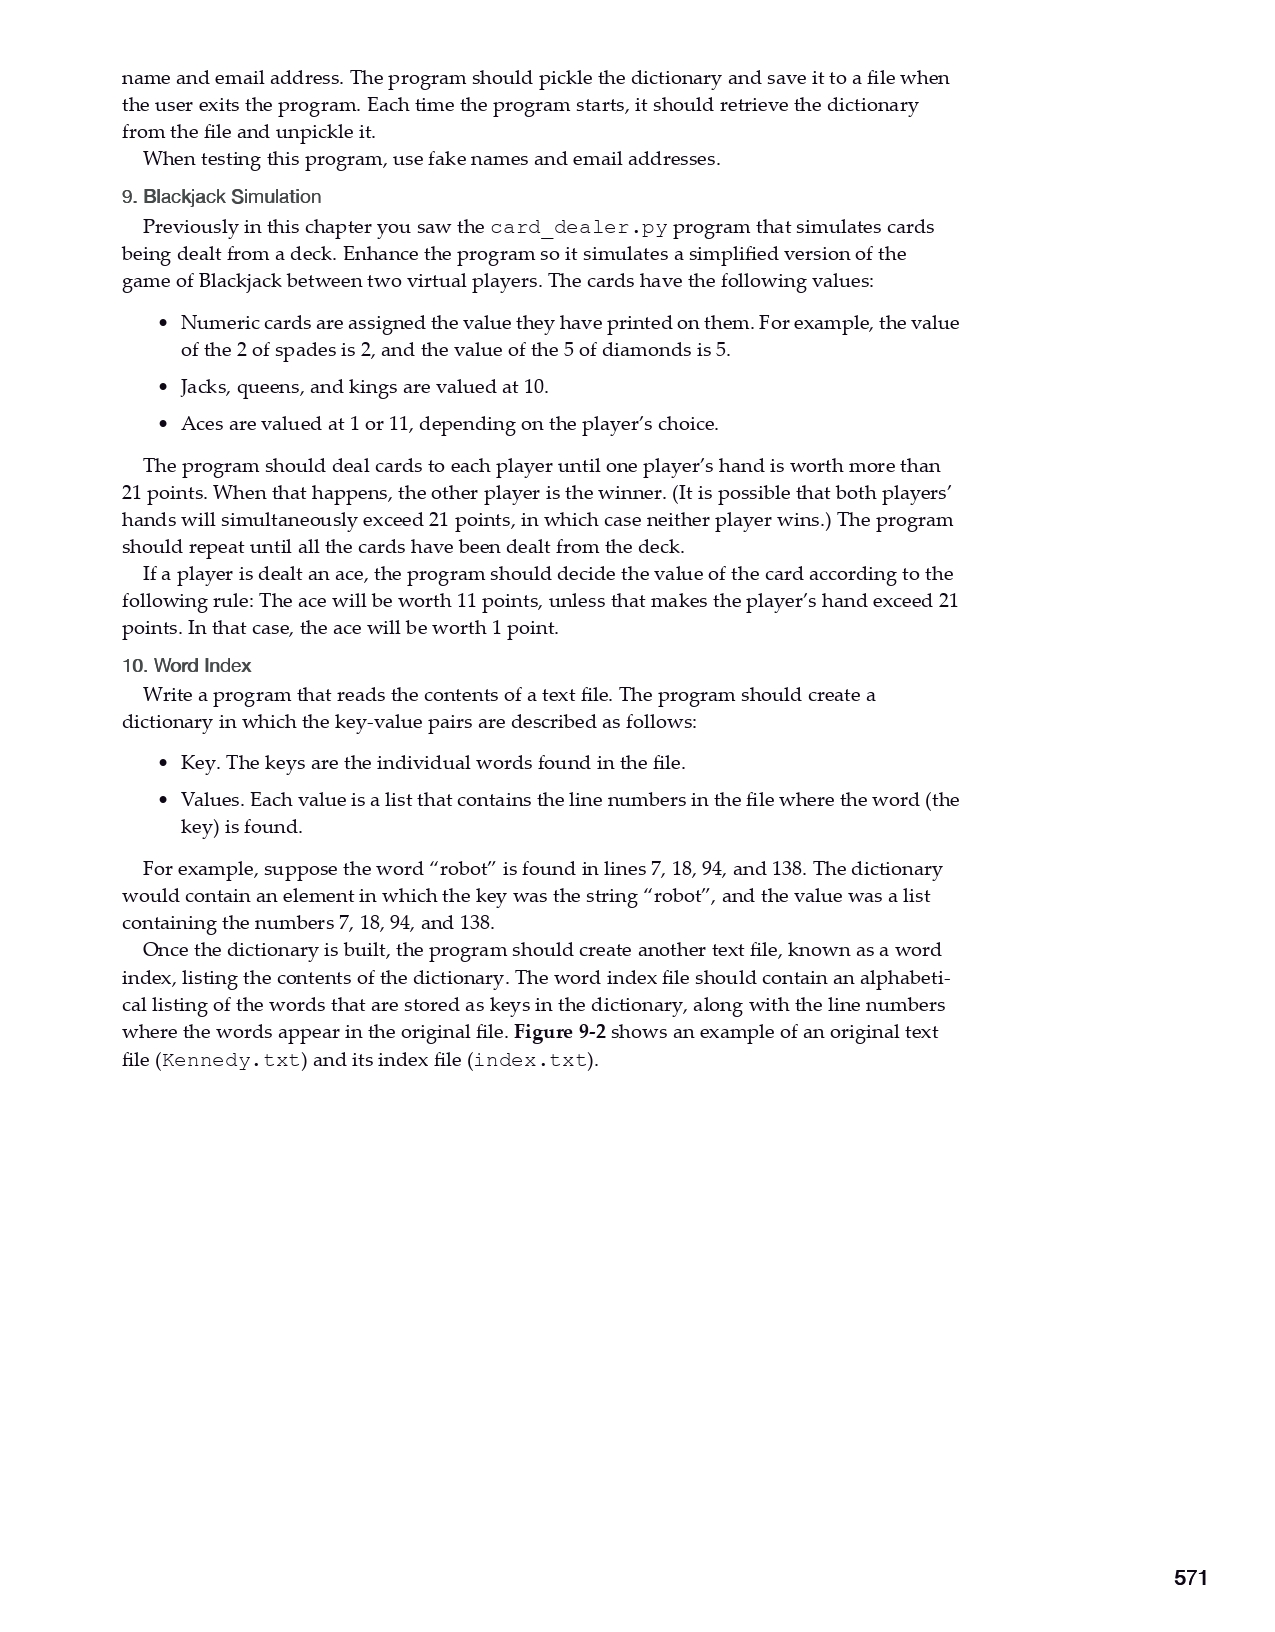 name and email address. The program should pickle the dictionary and save it to a file when
the user exits the program. Each time the program starts, it should retrieve the dictionary
from the file and unpickle it.
When testing this program, use fake names and email addresses.
9. Blackjack Simulation
Previously in this chapter you saw the card_dealer.py program that simulates cards
being dealt from a deck. Enhance the program so it simulates a simplified version of the
game of Blackjack between two virtual players. The cards have the following values:
• Numeric cards are assigned the value they have printed on them. For example, the value
of the 2 of spades is 2, and the value of the 5 of diamonds is 5.
• Jacks, queens, and kings are valued at 10.
• Aces are valued at 1 or 11, depending on the player’s choice.
The program should deal cards to each player until one player’s hand is worth more than
21 points. When that happens, the other player is the winner. (It is possible that both players’
hands will simultaneously exceed 21 points, in which case neither player wins.) The program
should repeat until all the cards have been dealt from the deck.
If a player is dealt an ace, the program should decide the value of the card according to the
following rule: The ace will be worth 11 points, unless that makes the player’s hand exceed 21
points. In that case, the ace will be worth 1 point.
10. Word Index
Write a program that reads the contents of a text file. The program should create a
dictionary in which the key-value pairs are described as follows:
• Key. The keys are the individual words found in the file.
• Values. Each value is a list that contains the line numbers in the file where the word (the
key) is found.
For example, suppose the word “robot” is found in lines 7, 18, 94, and 138. The dictionary
would contain an element in which the key was the string “robot”, and the value was a list
containing the numbers 7, 18, 94, and 138.
Once the dictionary is built, the program should create another text file, known as a word
index, listing the contents of the dictionary. The word index file should contain an alphabeti-
cal listing of the words that are stored as keys in the dictionary, along with the line numbers
where the words appear in the original file. Figure 9-2 shows an example of an original text
file (Kennedy.txt) and its index file (index.txt).
571